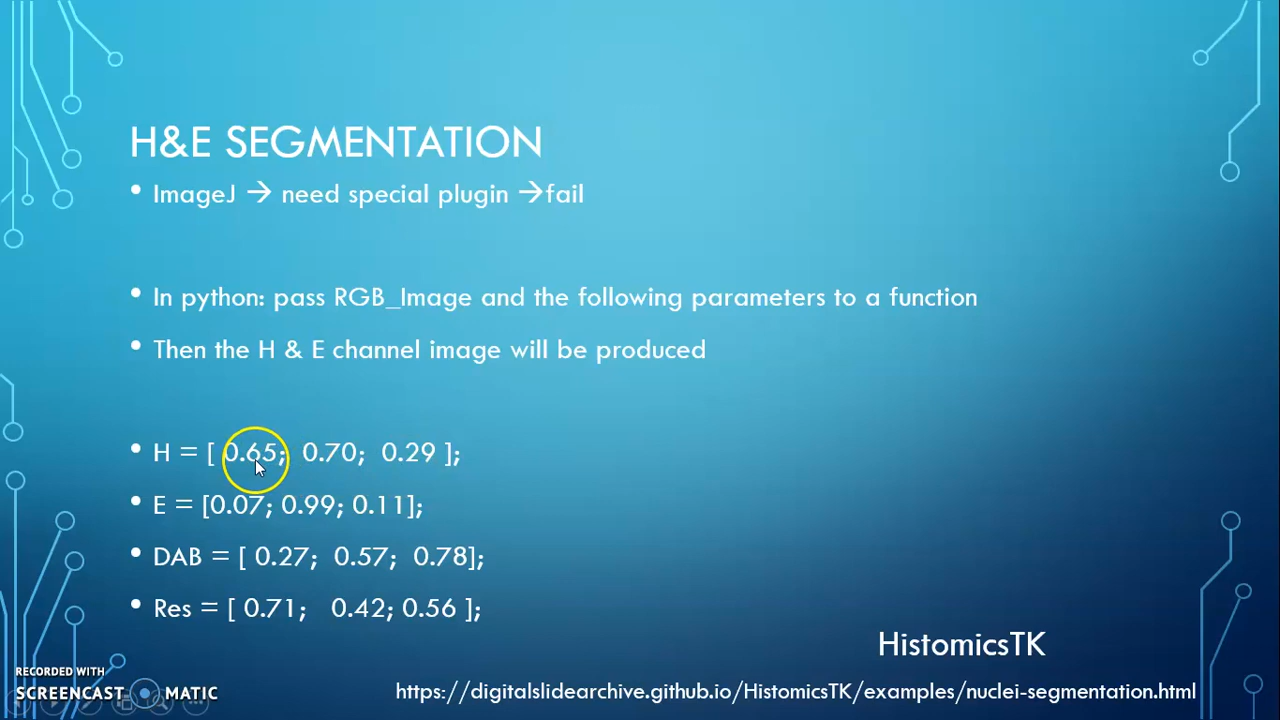 H&E SEGMENTATION
• ImageJ → need special plugin →fail
• In python: pass RGB_Image and the following parameters to a function
• Then the H & E channel image will be produced
• H = [ 0.65; 0.70; 0.29 ];
• E = [0.07; 0.99; 0.11];
• DAB = [ 0.27; 0.57; 0.78];
• Res = [ 0.71; 0.42; 0.56 ];
HistomicsTK
https://digitalslidearchive.github.io/HistomicsTK/examples/nuclei-segmentation.html
RECORDED WITH
SCREENCAST MATIC